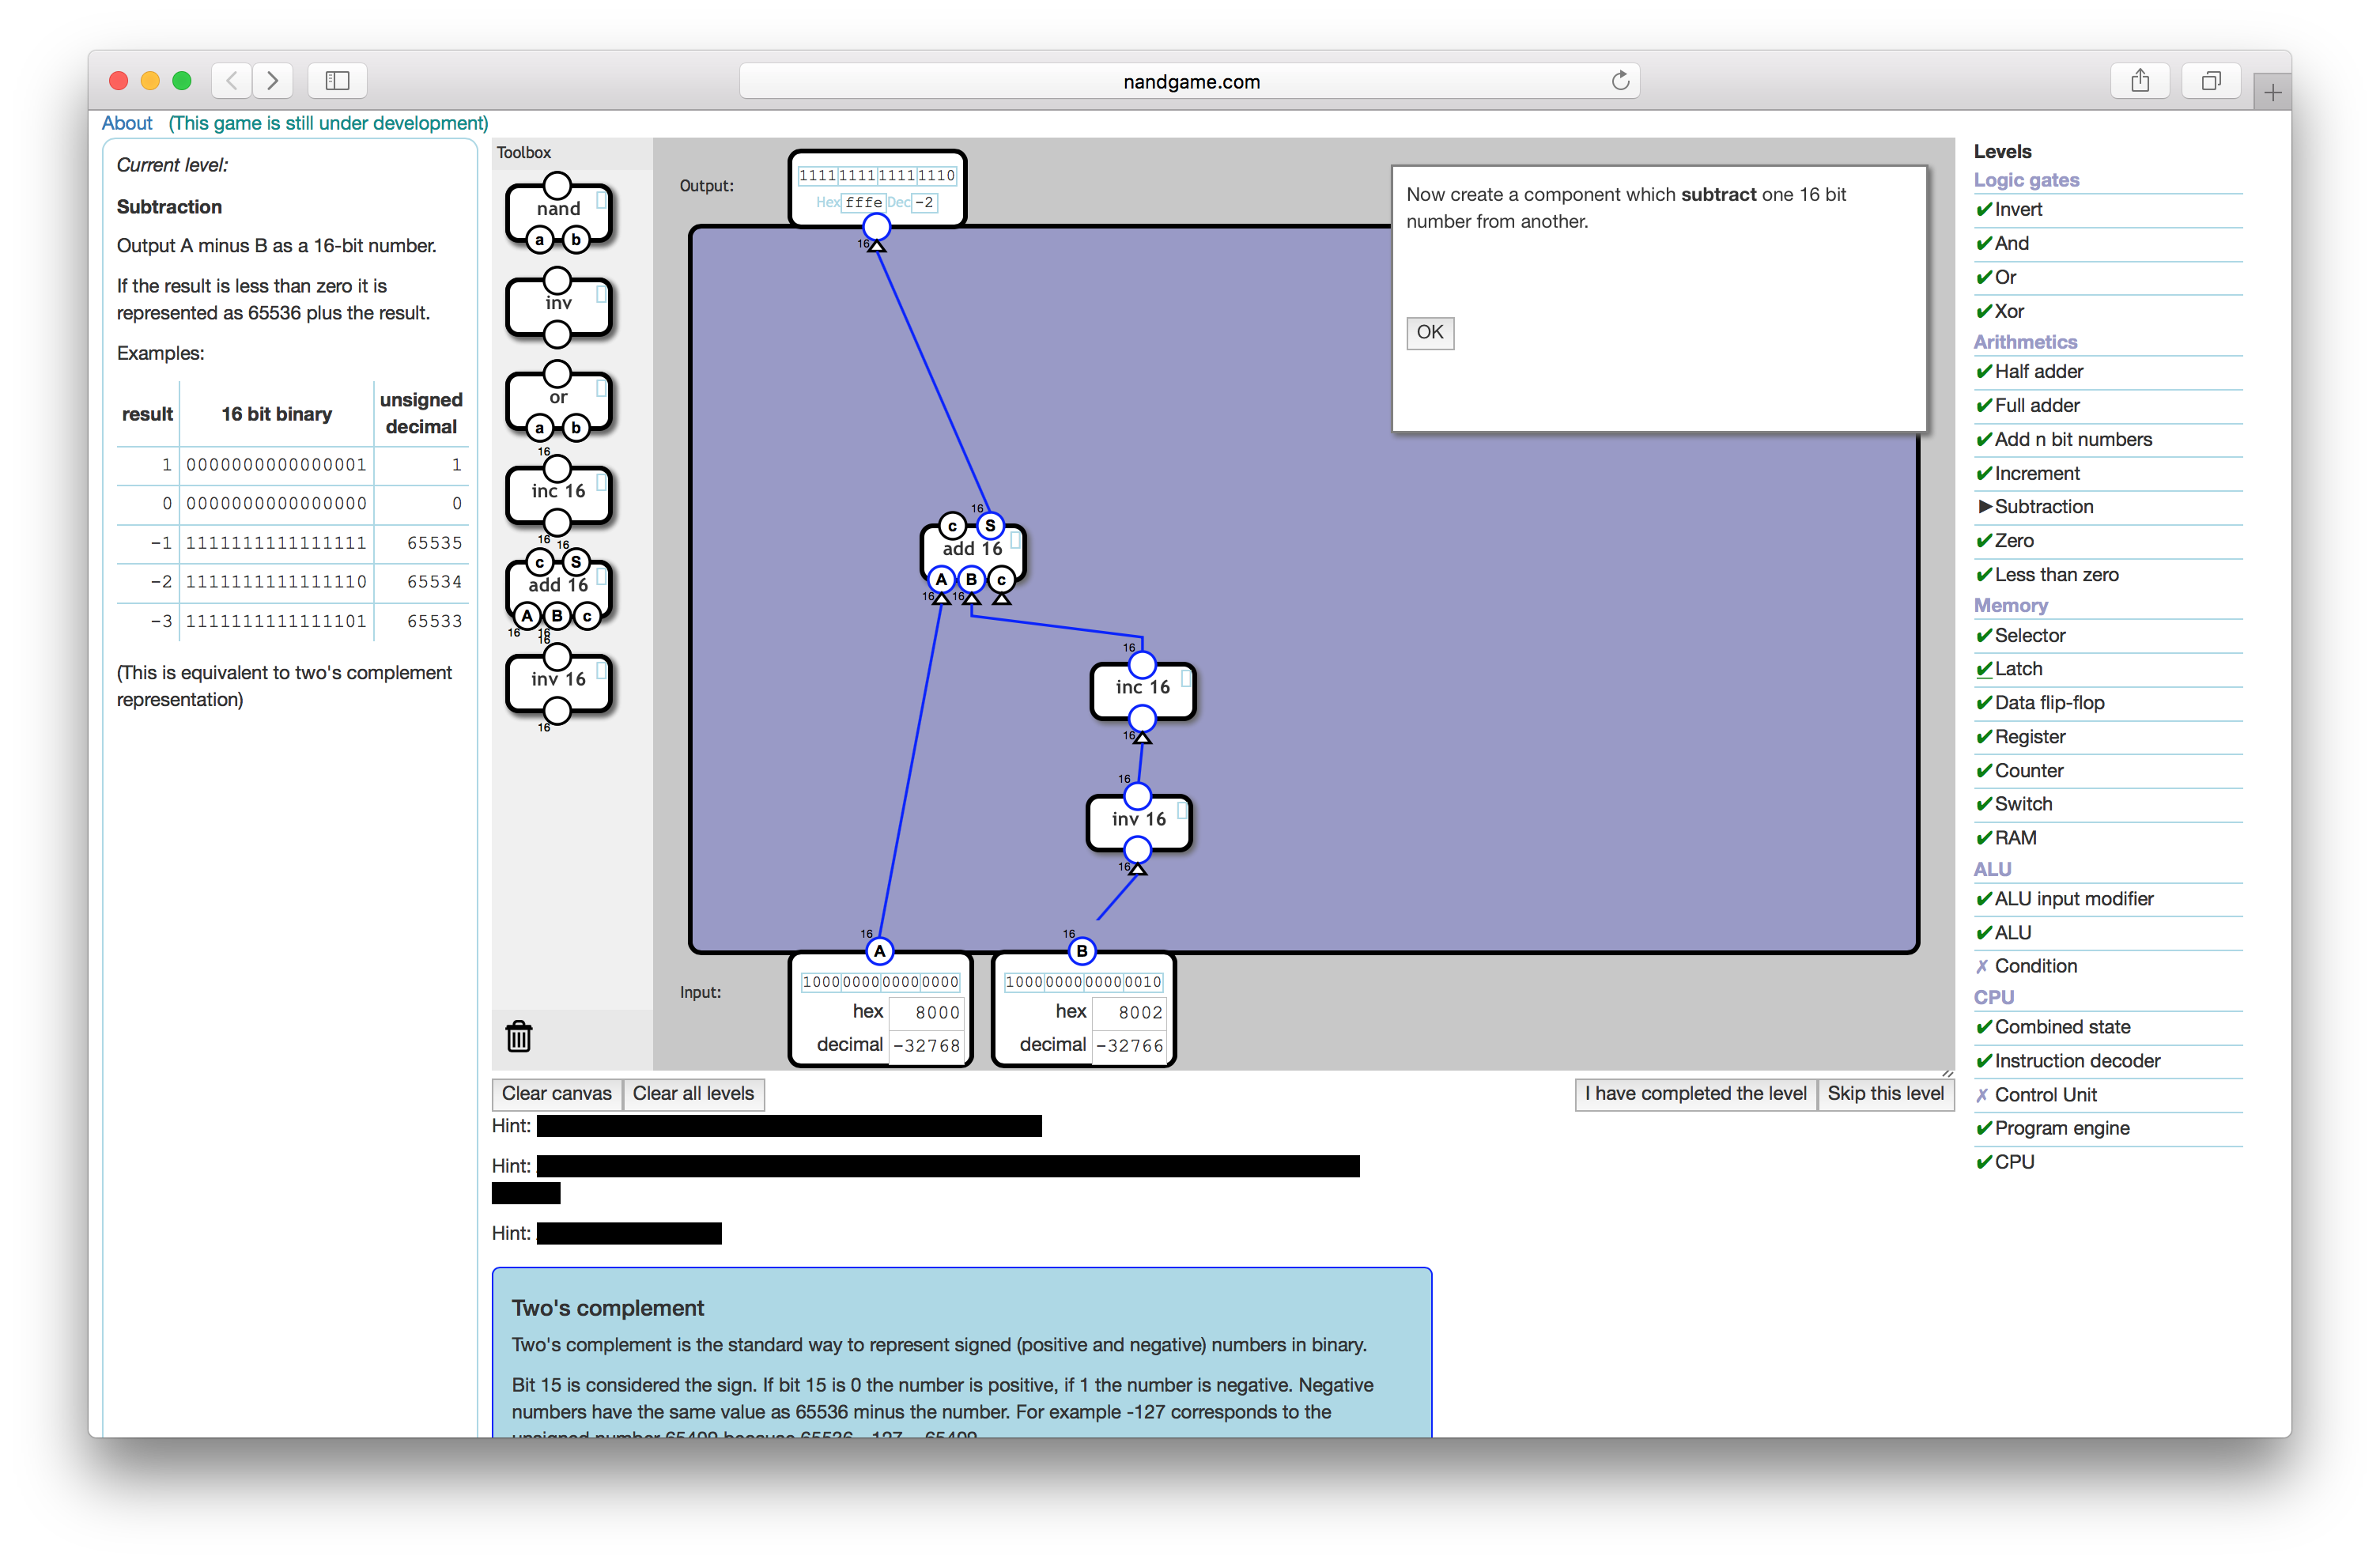 nandgame.com
About (This game is still under development)
Current level:
Subtraction
Output A minus B as a 16-bit number.
If the result is less than zero it is
represented as 65536 plus the result.
Examples:
result 16 bit binary unsigned decimal
1 0000000000000001 1
0 0000000000000000 0
-1 1111111111111111 65535
-2 1111111111111110 65534
-3 1111111111111101 65533
(This is equivalent to two's complement
representation)
Toolbox
nand
a b
inv
or
a b
16
inc 16
16 16
c S
add 16
A B c
16 16
16
inv 16
16
Output:
1111 1111 1111 1110
Hex fffe Dec -2
16
Now create a component which subtract one 16 bit
number from another.
OK
16
c S
add 16
A B c
16 16
16
inc 16
16
16
inv 16
16
16 16
A B
Input:
1000 0000 0000 0000
hex 8000
decimal -32768
1000 0000 0000 0010
hex 8002
decimal -32766
Clear canvas Clear all levels
I have completed the level Skip this level
Hint:
Hint:
Hint:
Two's complement
Two's complement is the standard way to represent signed (positive and negative) numbers in binary.
Bit 15 is considered the sign. If bit 15 is 0 the number is positive, if 1 the number is negative. Negative
numbers have the same value as 65536 minus the number. For example -127 corresponds to the
unsigned number 65409 because 65536 - 127 = 65409
Levels
Logic gates
✔Invert
✔And
✔Or
✔Xor
Arithmetics
✔Half adder
✔Full adder
✔Add n bit numbers
✔Increment
▶Subtraction
✔Zero
✔Less than zero
Memory
✔Selector
✔Latch
✔Data flip-flop
✔Register
✔Counter
✔Switch
✔RAM
ALU
✔ALU input modifier
✔ALU
✗ Condition
CPU
✔Combined state
✔Instruction decoder
✗ Control Unit
✔Program engine
✔CPU